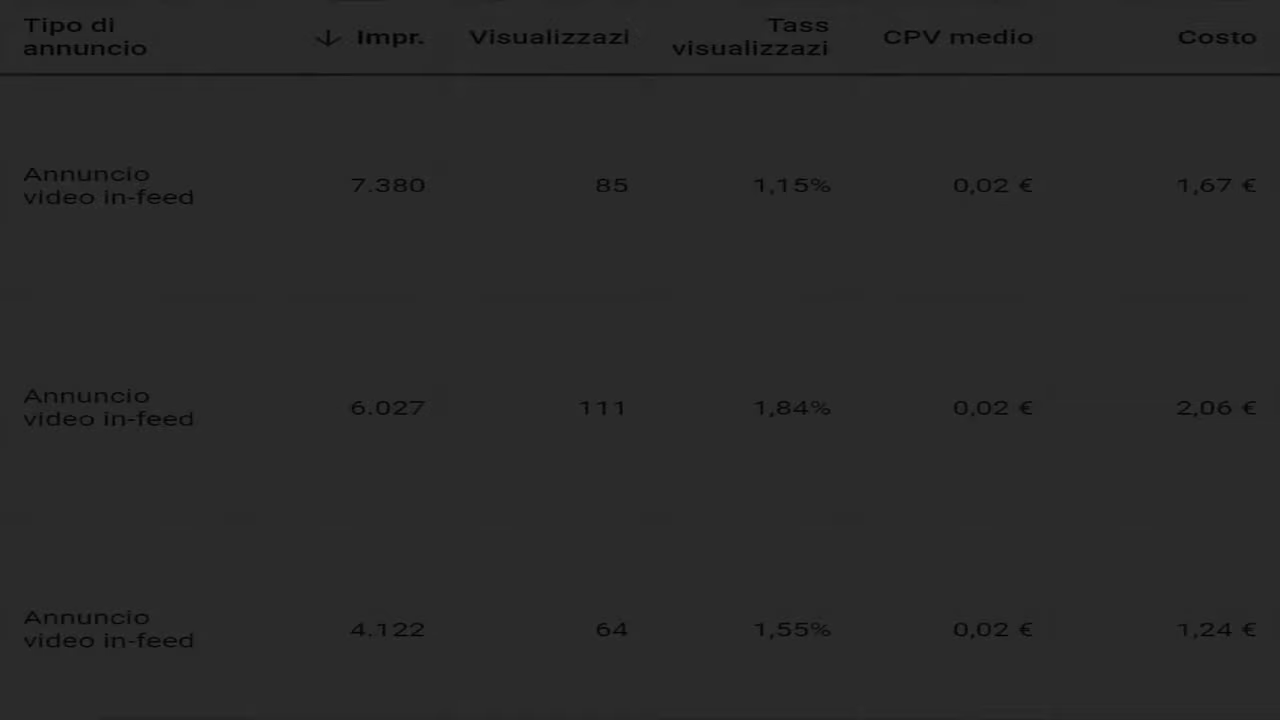 Tipo di
annuncio
↓ Impr.
Visualizzazi
Tass
visualizzazi
CPV medio
Costo
Annuncio
video in-feed
7.380
85
1,15%
0,02 €
1,67 €
Annuncio
video in-feed
6.027
111
1,84%
0,02 €
2,06 €
Annuncio
video in-feed
4.122
64
1,55%
0,02 €
1,24 €